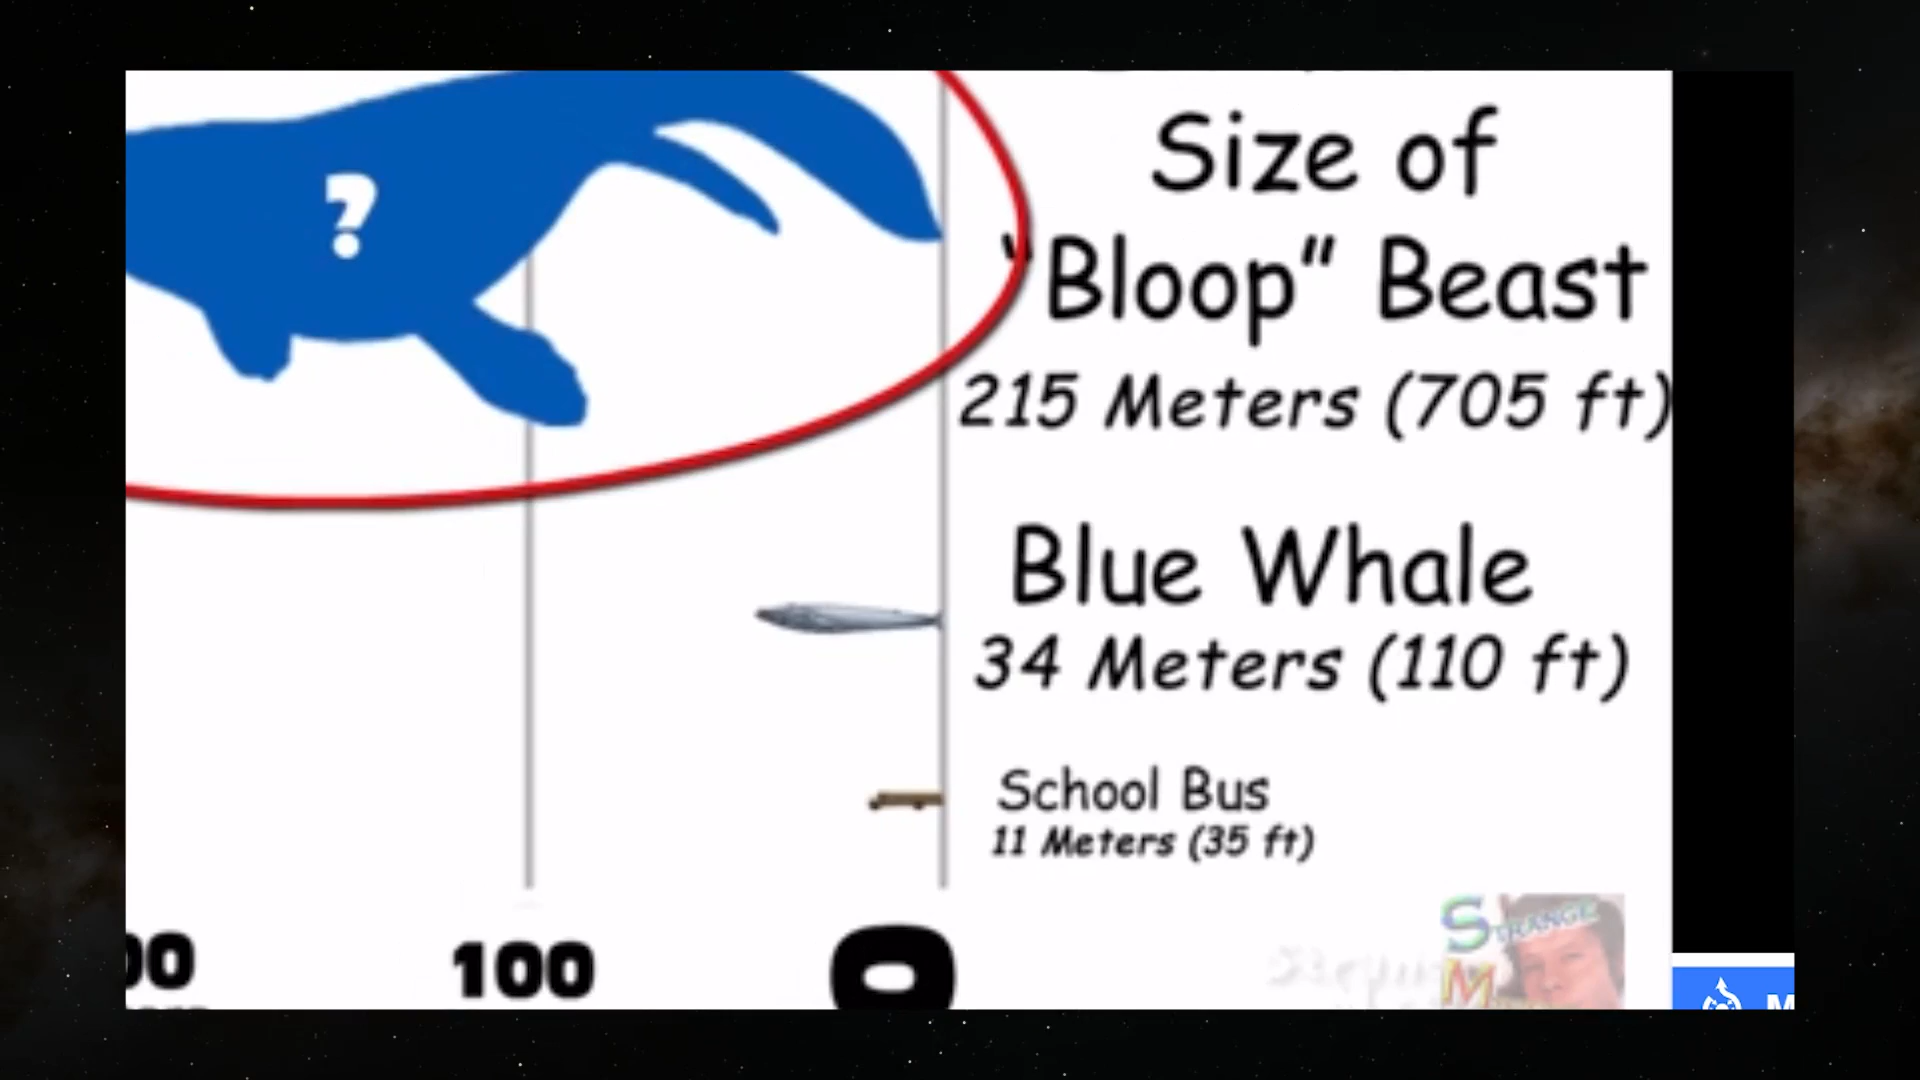 ?
Size of
“Bloop” Beast
215 Meters (705 ft)
Blue Whale
34 Meters (110 ft)
School Bus
11 Meters (35 ft)
00
100
0
STRANGE
M
M